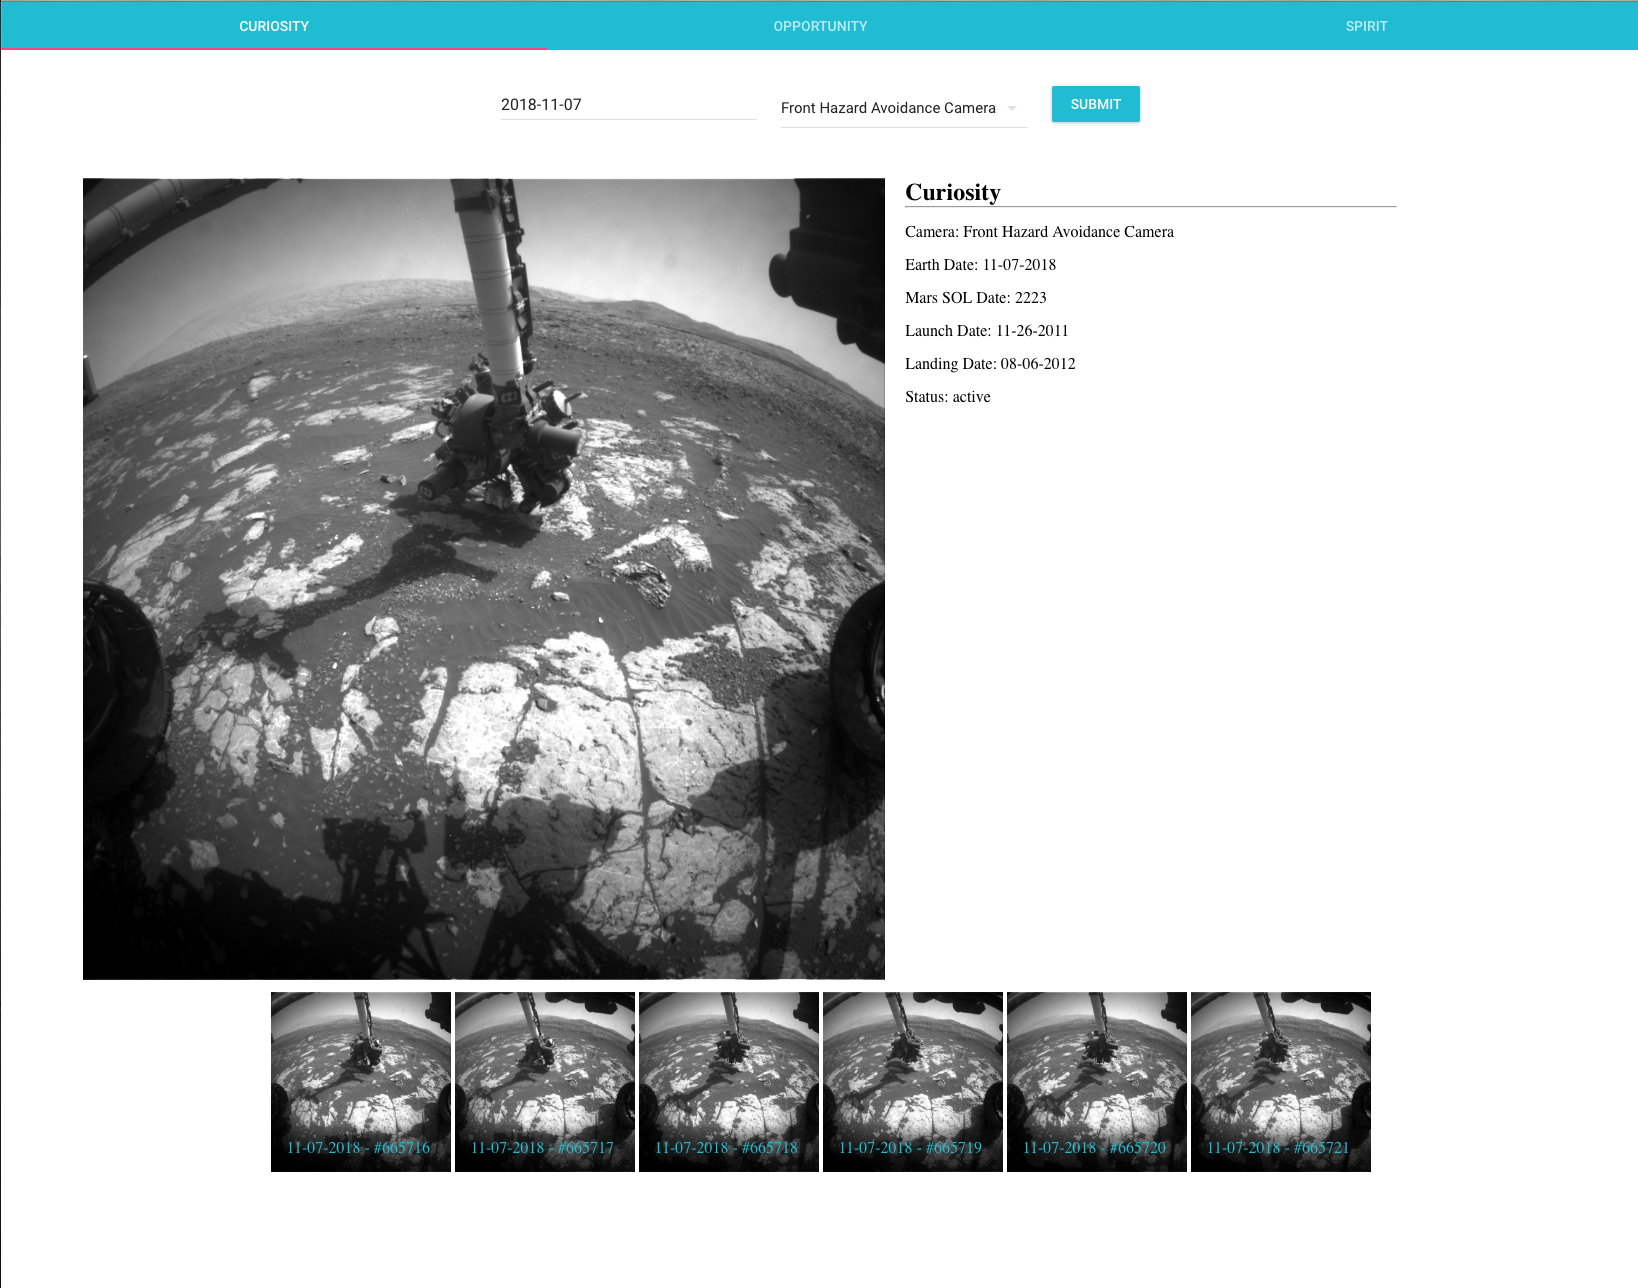 CURIOSITY OPPORTUNITY SPIRIT
2018-11-07 Front Hazard Avoidance Camera SUBMIT
Curiosity
Camera: Front Hazard Avoidance Camera
Earth Date: 11-07-2018
Mars SOL Date: 2223
Launch Date: 11-26-2011
Landing Date: 08-06-2012
Status: active
11-07-2018 - #665716 11-07-2018 - #665717 11-07-2018 - #665718 11-07-2018 - #665719 11-07-2018 - #665720 11-07-2018 - #665721